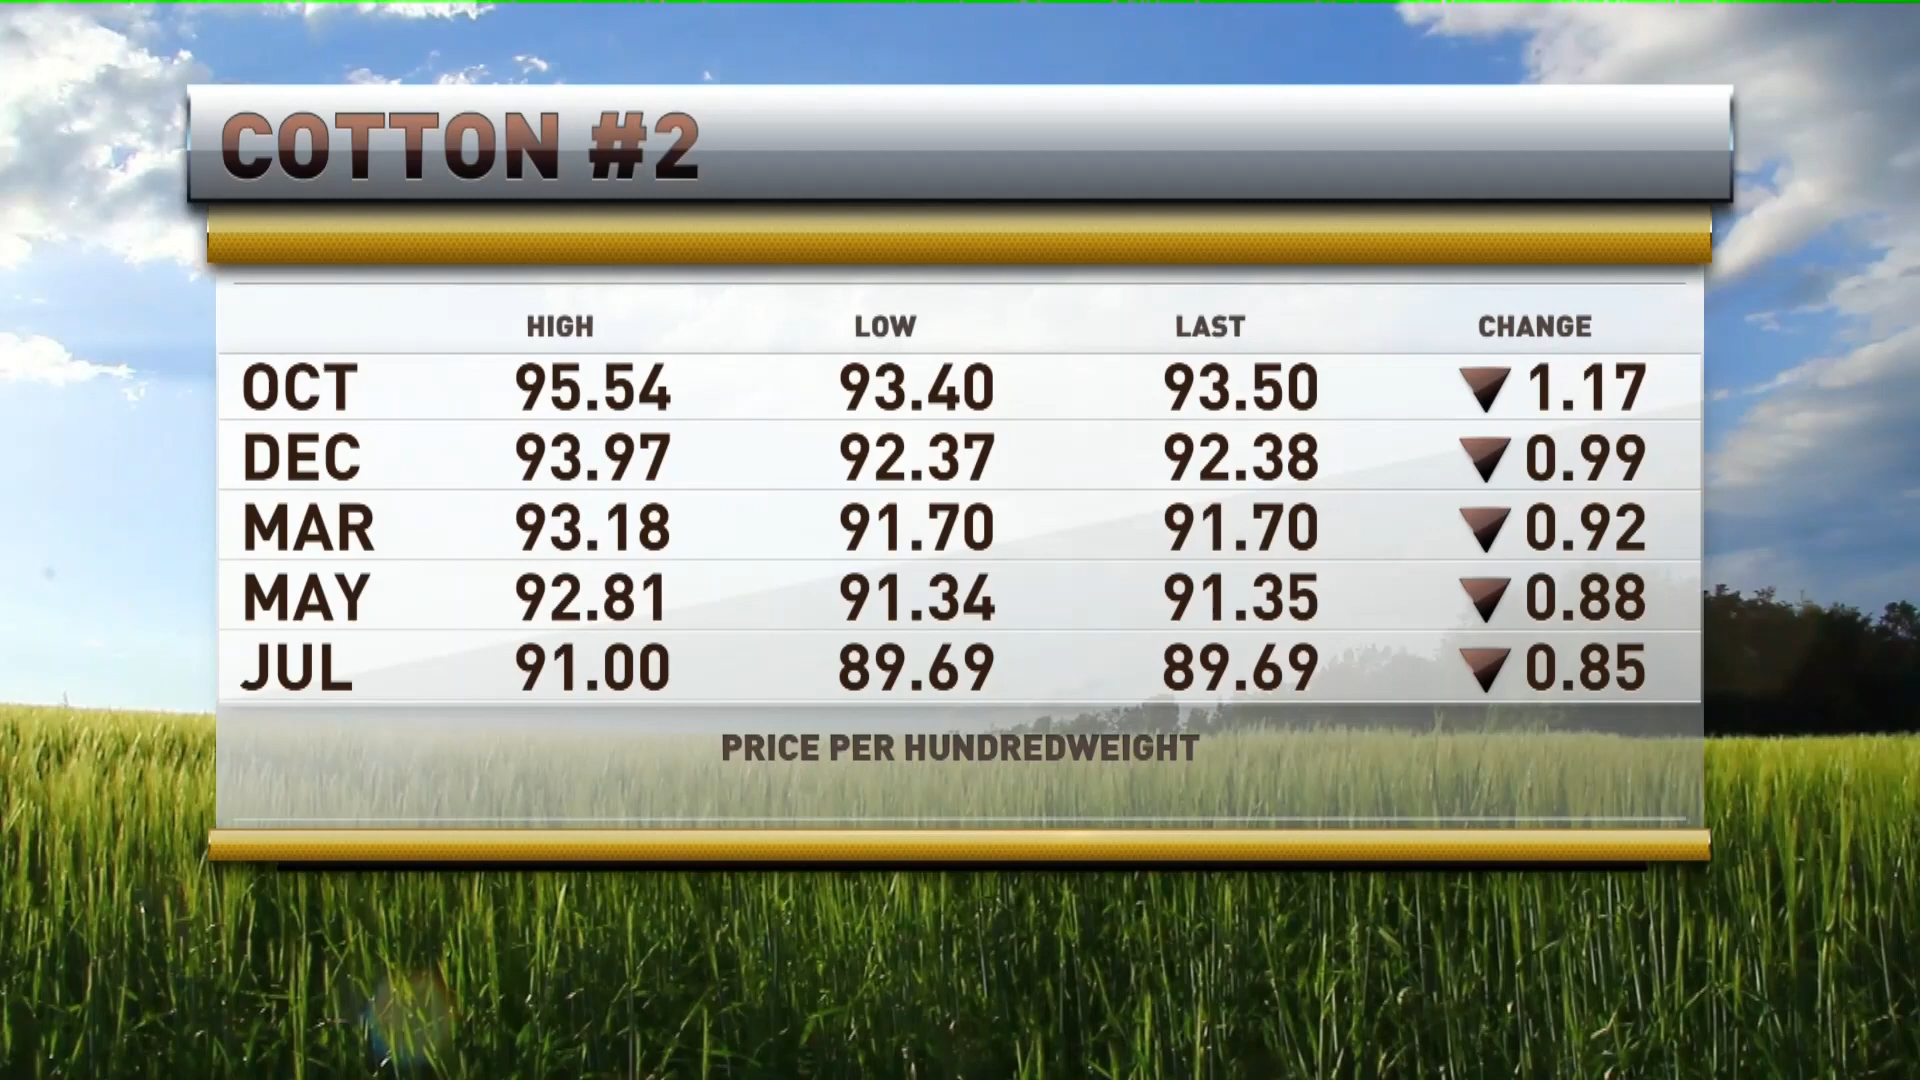 COTTON #2
HIGH LOW LAST CHANGE
OCT 95.54 93.40 93.50 ▼ 1.17
DEC 93.97 92.37 92.38 ▼ 0.99
MAR 93.18 91.70 91.70 ▼ 0.92
MAY 92.81 91.34 91.35 ▼ 0.88
JUL 91.00 89.69 89.69 ▼ 0.85
PRICE PER HUNDREDWEIGHT